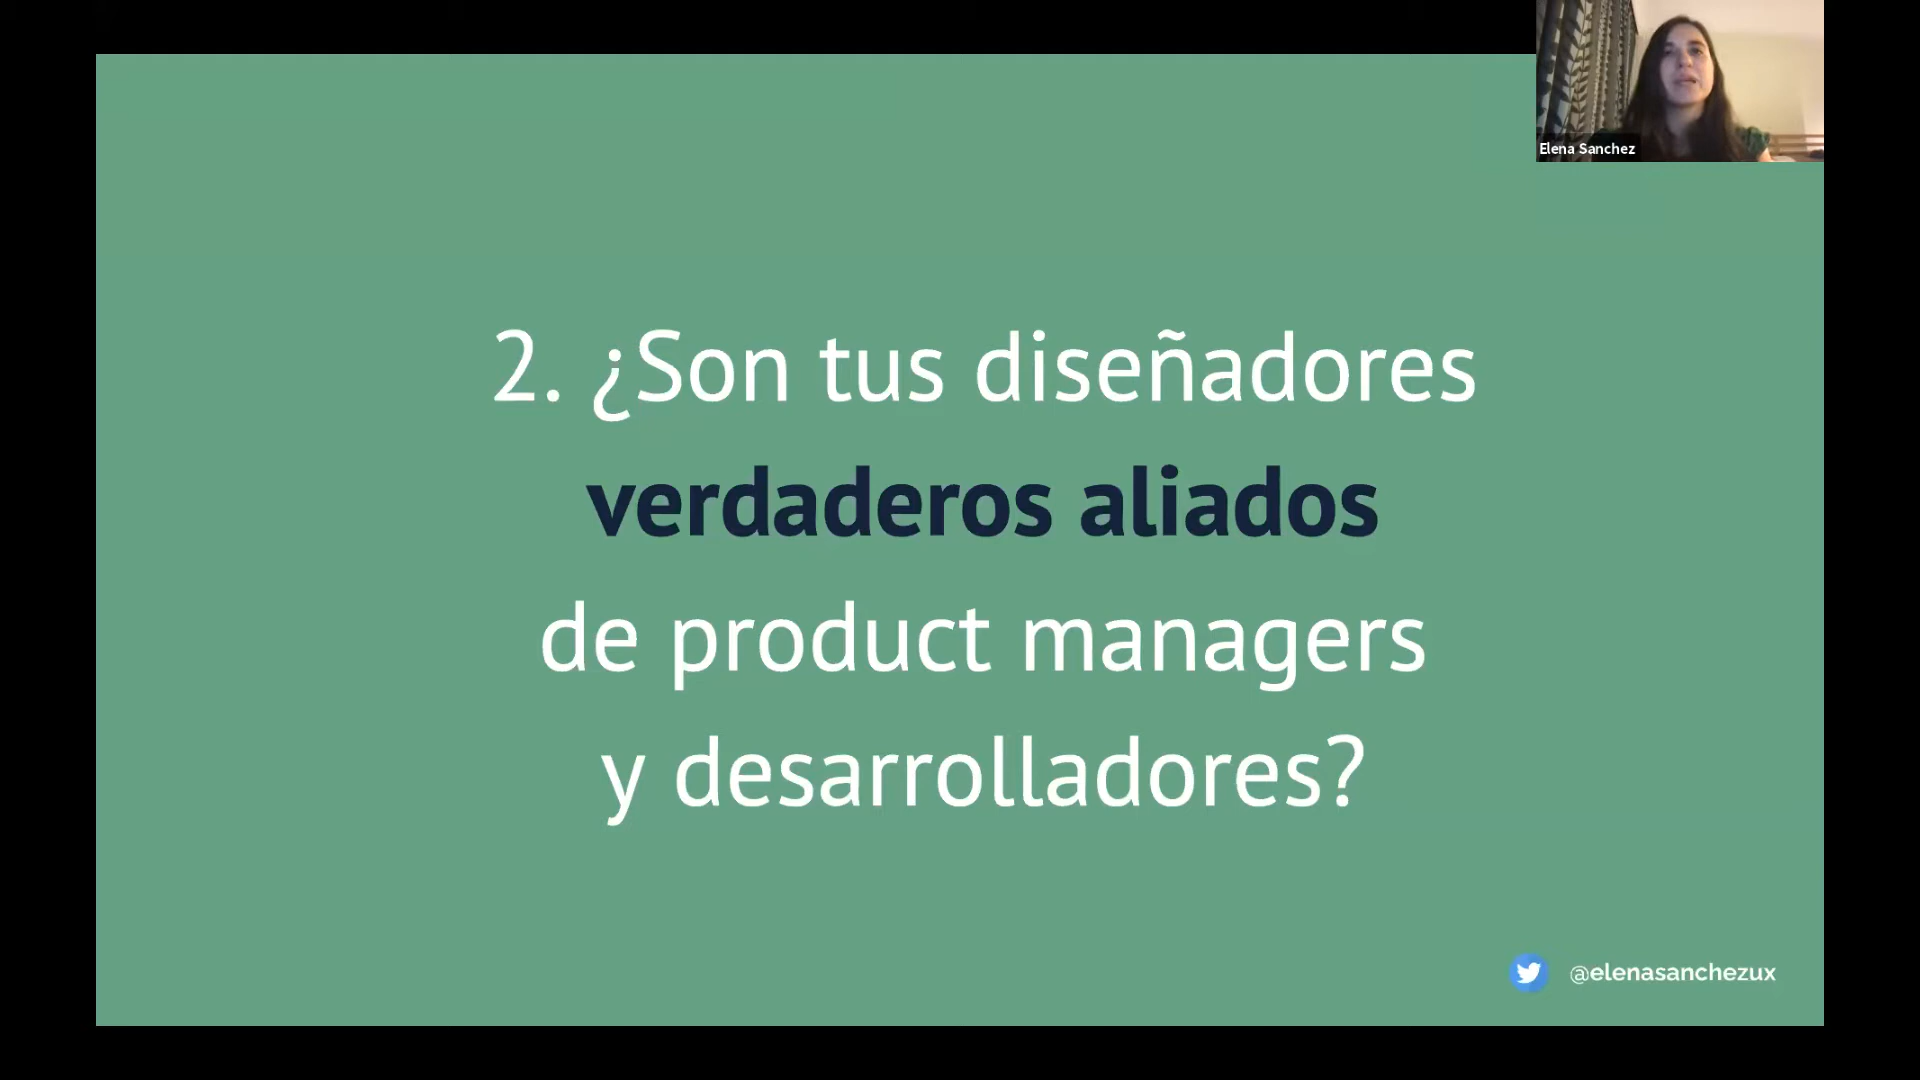 Elena Sanchez
2. ¿Son tus diseñadores
verdaderos aliados
de product managers
y desarrolladores?
@elenasanchezux